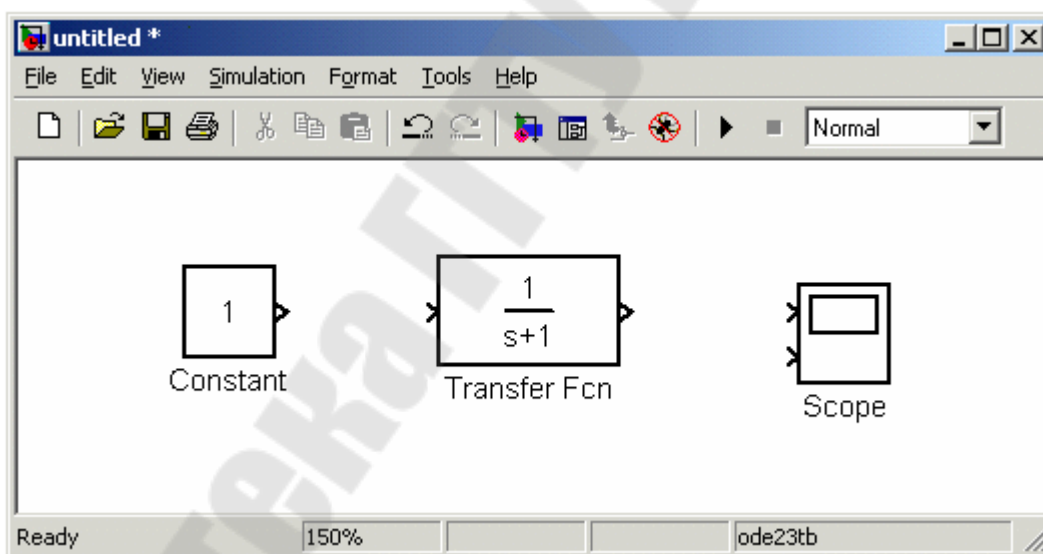 untitled *
File Edit View Simulation Format Tools Help
Normal
1
Constant
1
s+1
Transfer Fcn
Scope
Ready 150% ode23tb